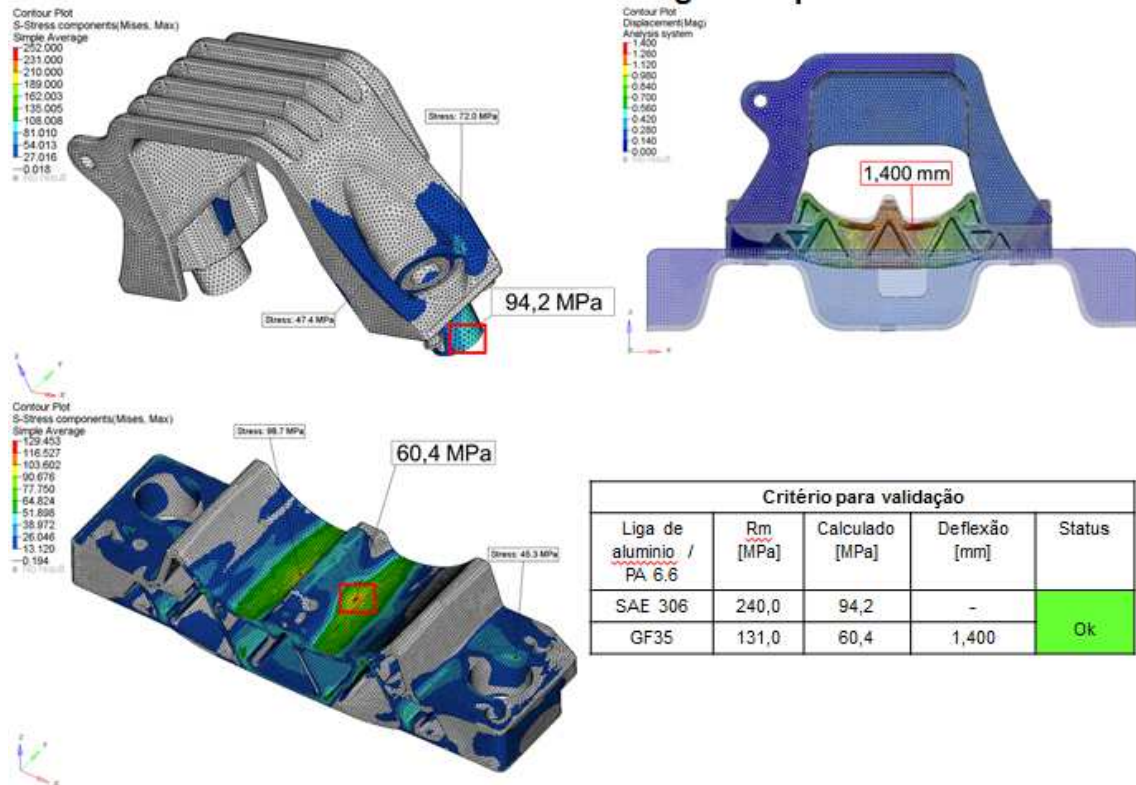 Contour Plot
S-Stress components(Mises, Max)
Simple Average
252.000
231.000
210.000
189.000
162.003
135.005
108.008
81.010
54.013
27.016
0.018
No result
Stress: 72.0 MPa
94,2 MPa
Stress: 47.4 MPa
Z
Y
X
Contour Plot
Displacement(Mag)
Analysis system
1.400
1.260
1.120
0.980
0.840
0.700
0.560
0.420
0.280
0.140
0.000
No result
1,400 mm
Z
X
Contour Plot
S-Stress components(Mises, Max)
Simple Average
129.453
116.527
103.602
90.676
77.750
64.824
51.898
38.972
26.046
13.120
0.194
No result
Stress: 98.7 MPa
60,4 MPa
Stress: 46.3 MPa
Z
Y
X
Critério para validação
Liga de aluminio / PA 6.6 Rm [MPa] Calculado [MPa] Deflexão [mm] Status
SAE 306 240,0 94,2 - Ok
GF35 131,0 60,4 1,400